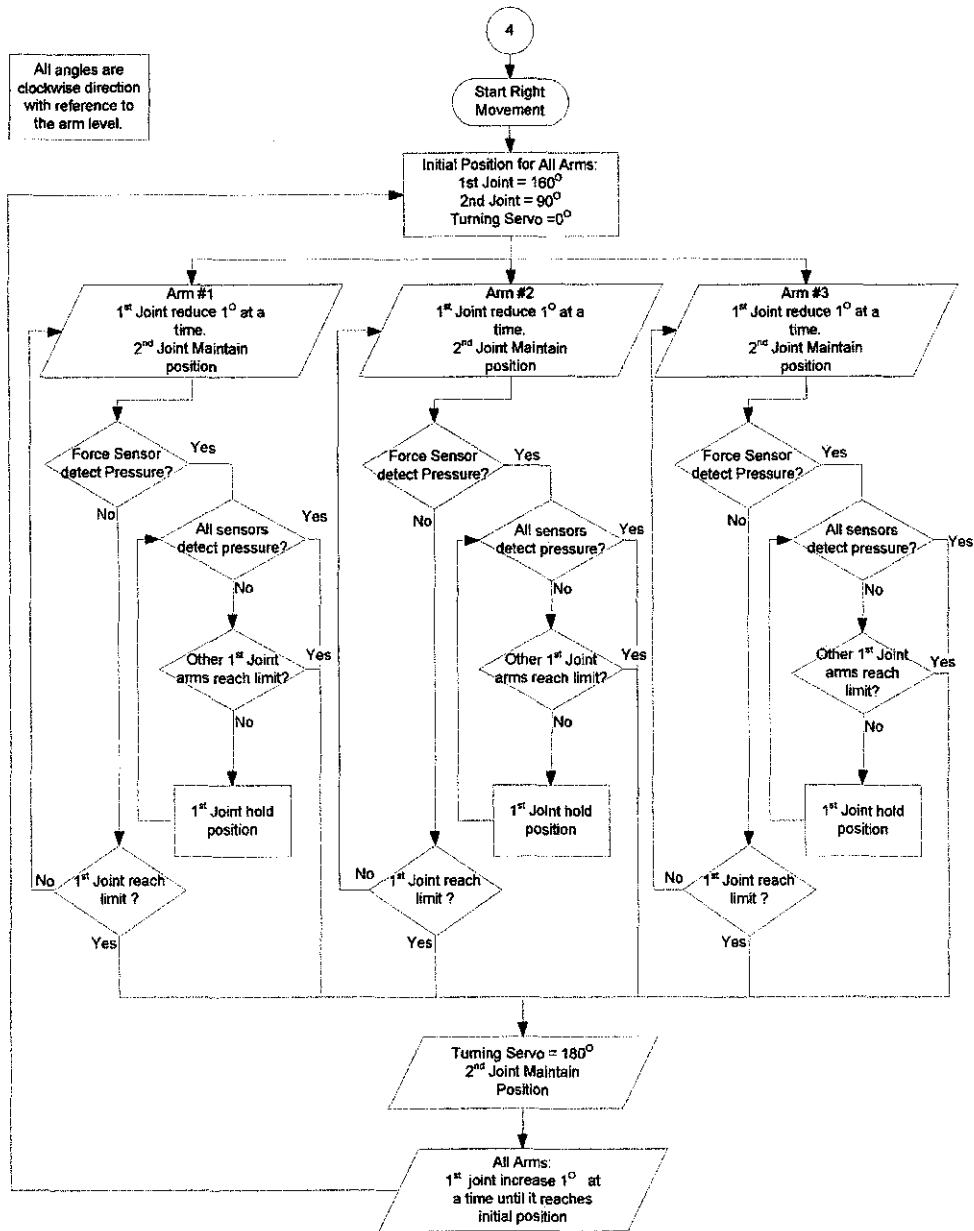 4
All angles are
clockwise direction
with reference to
the arm level.
Start Right
Movement
Initial Position for All Arms:
1st Joint = 160°
2nd Joint = 90°
Turning Servo =0°
Arm #1
1st Joint reduce 1° at a
time.
2nd Joint Maintain
position
Arm #2
1st Joint reduce 1° at a
time.
2nd Joint Maintain
position
Arm #3
1st Joint reduce 1° at a
time.
2nd Joint Maintain
position
Force Sensor
detect Pressure?
Yes
No
All sensors
detect pressure?
Yes
No
Other 1st Joint
arms reach limit?
Yes
No
1st Joint hold
position
1st Joint reach
limit ?
No
Yes
Force Sensor
detect Pressure?
Yes
No
All sensors
detect pressure?
Yes
No
Other 1st Joint
arms reach limit?
Yes
No
1st Joint hold
position
1st Joint reach
limit ?
No
Yes
Force Sensor
detect Pressure?
Yes
No
All sensors
detect pressure?
Yes
No
Other 1st Joint
arms reach
limit?
Yes
No
1st Joint hold
position
1st Joint reach
limit ?
No
Yes
Turning Servo = 180°
2nd Joint Maintain
Position
All Arms:
1st joint increase 1° at
a time until it reaches
initial position